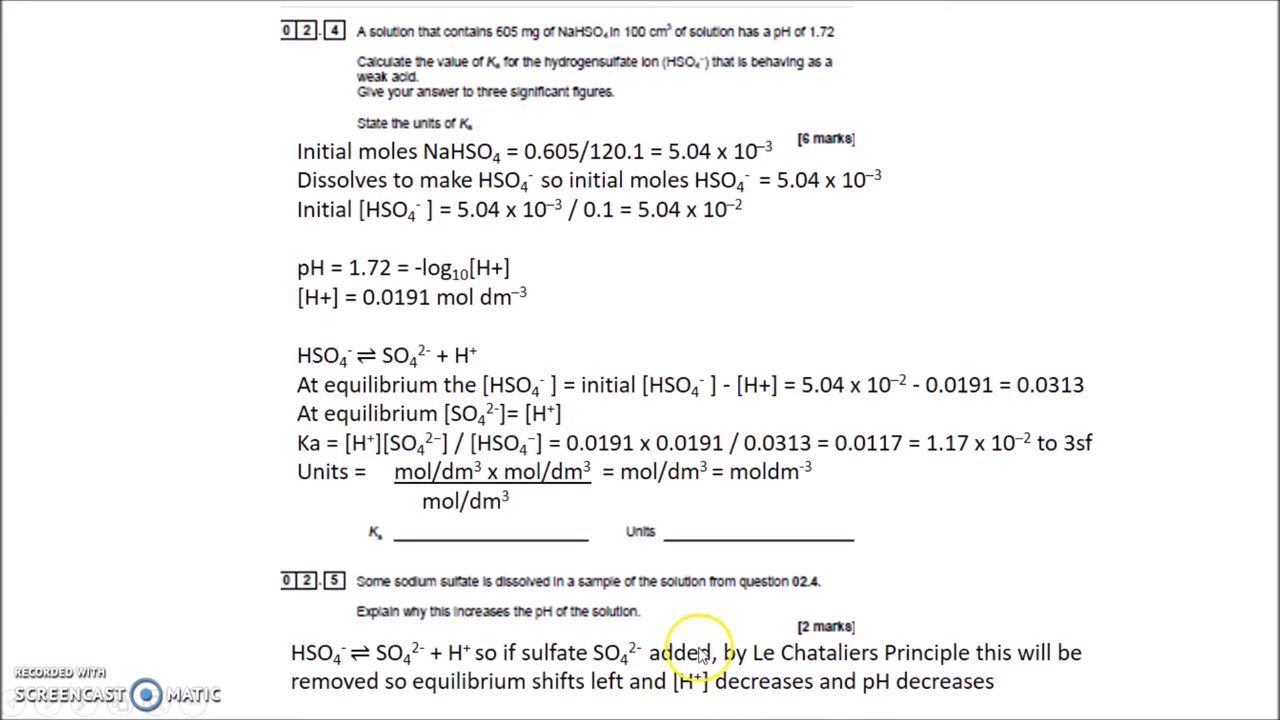 0 2 . 4 A solution that contains 605 mg of NaHSO₄ in 100 cm³ of solution has a pH of 1.72
Calculate the value of Kₐ for the hydrogensulfate ion (HSO₄⁻) that is behaving as a
weak acid.
Give your answer to three significant figures.
State the units of Kₐ
[6 marks]
Initial moles NaHSO₄ = 0.605/120.1 = 5.04 x 10⁻³
Dissolves to make HSO₄⁻ so initial moles HSO₄⁻ = 5.04 x 10⁻³
Initial [HSO₄⁻ ] = 5.04 x 10⁻³ / 0.1 = 5.04 x 10⁻²
pH = 1.72 = -log₁₀[H+]
[H+] = 0.0191 mol dm⁻³
HSO₄⁻ ⇌ SO₄²⁻ + H⁺
At equilibrium the [HSO₄⁻ ] = initial [HSO₄⁻ ] - [H+] = 5.04 x 10⁻² - 0.0191 = 0.0313
At equilibrium [SO₄²⁻]= [H⁺]
Ka = [H⁺][SO₄²⁻] / [HSO₄⁻] = 0.0191 x 0.0191 / 0.0313 = 0.0117 = 1.17 x 10⁻² to 3sf
Units = mol/dm³ x mol/dm³ = mol/dm³ = moldm⁻³
mol/dm³
Kₐ Units
0 2 . 5 Some sodium sulfate is dissolved in a sample of the solution from question 02.4.
Explain why this increases the pH of the solution.
[2 marks]
HSO₄⁻ ⇌ SO₄²⁻ + H⁺ so if sulfate SO₄²⁻ added, by Le Chataliers Principle this will be
removed so equilibrium shifts left and [H⁺] decreases and pH decreases
RECORDED WITH
SCREENCAST MATIC